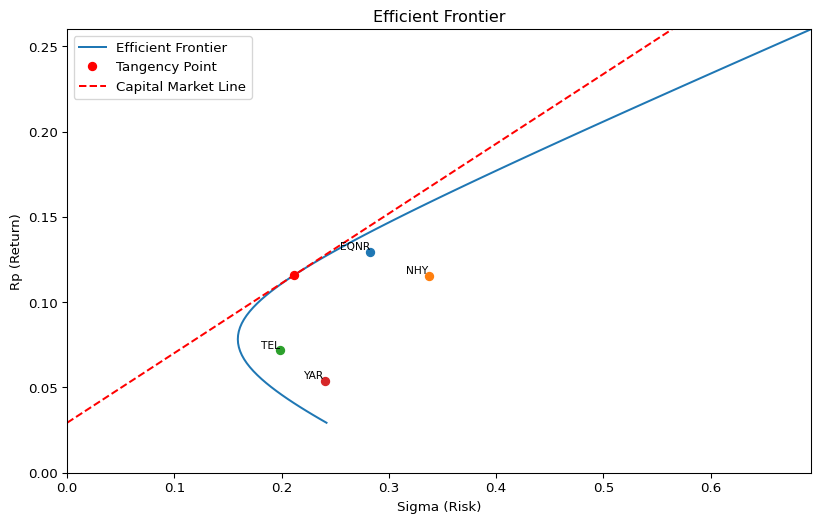 Efficient Frontier
Efficient Frontier
Tangency Point
Capital Market Line
0.25
0.20
0.15
0.10
0.05
0.00
Rp (Return)
EQNR
NHY
TEL
YAR
0.0 0.1 0.2 0.3 0.4 0.5 0.6
Sigma (Risk)